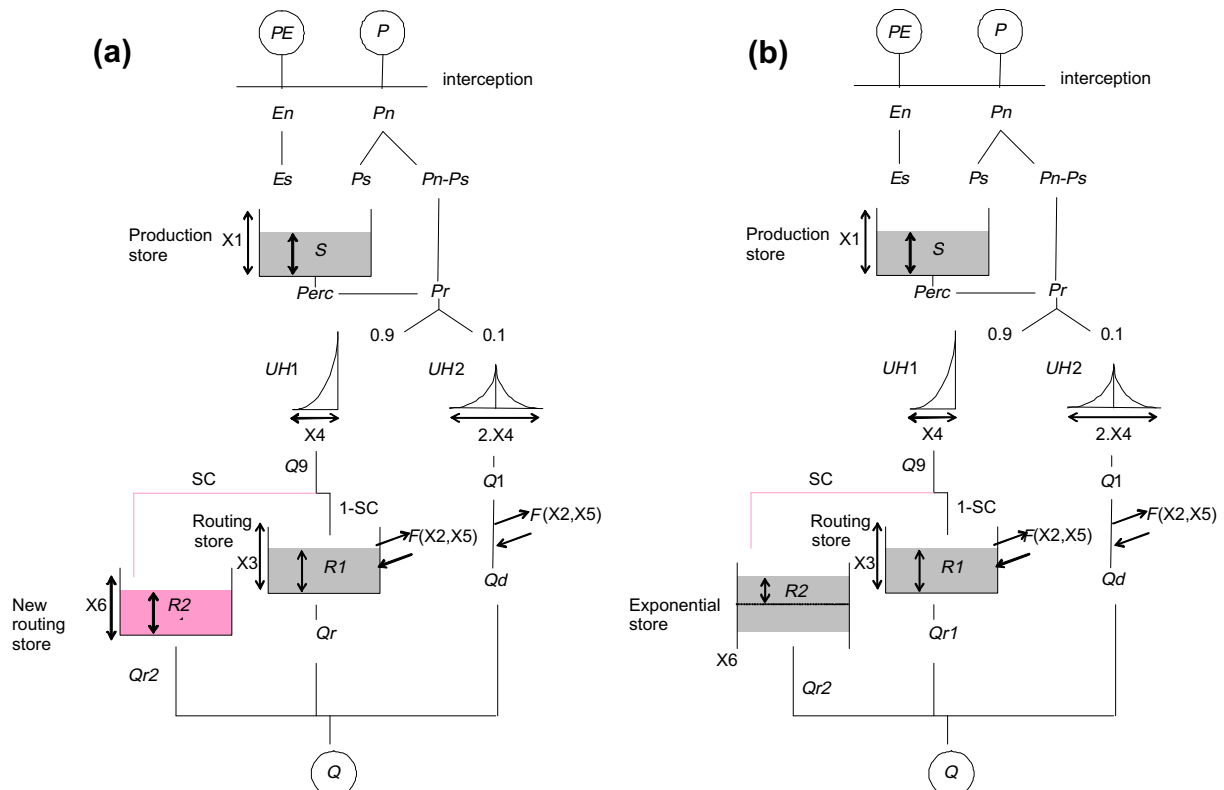 (a)
PE
P
interception
En
Pn
Es
Ps
Pn-Ps
Production
store
X1
S
Perc
Pr
0.9
0.1
UH1
UH2
X4
2.X4
Q9
Q1
SC
1-SC
Routing
store
F(X2,X5)
F(X2,X5)
X3
R1
Qd
New
routing
store
X6
R2
Qr
Qr2
Q
(b)
PE
P
interception
En
Pn
Es
Ps
Pn-Ps
Production
store
X1
S
Perc
Pr
0.9
0.1
UH1
UH2
X4
2.X4
Q9
Q1
SC
1-SC
Routing
store
F(X2,X5)
F(X2,X5)
X3
R1
Qd
Exponential
store
R2
X6
Qr1
Qr2
Q